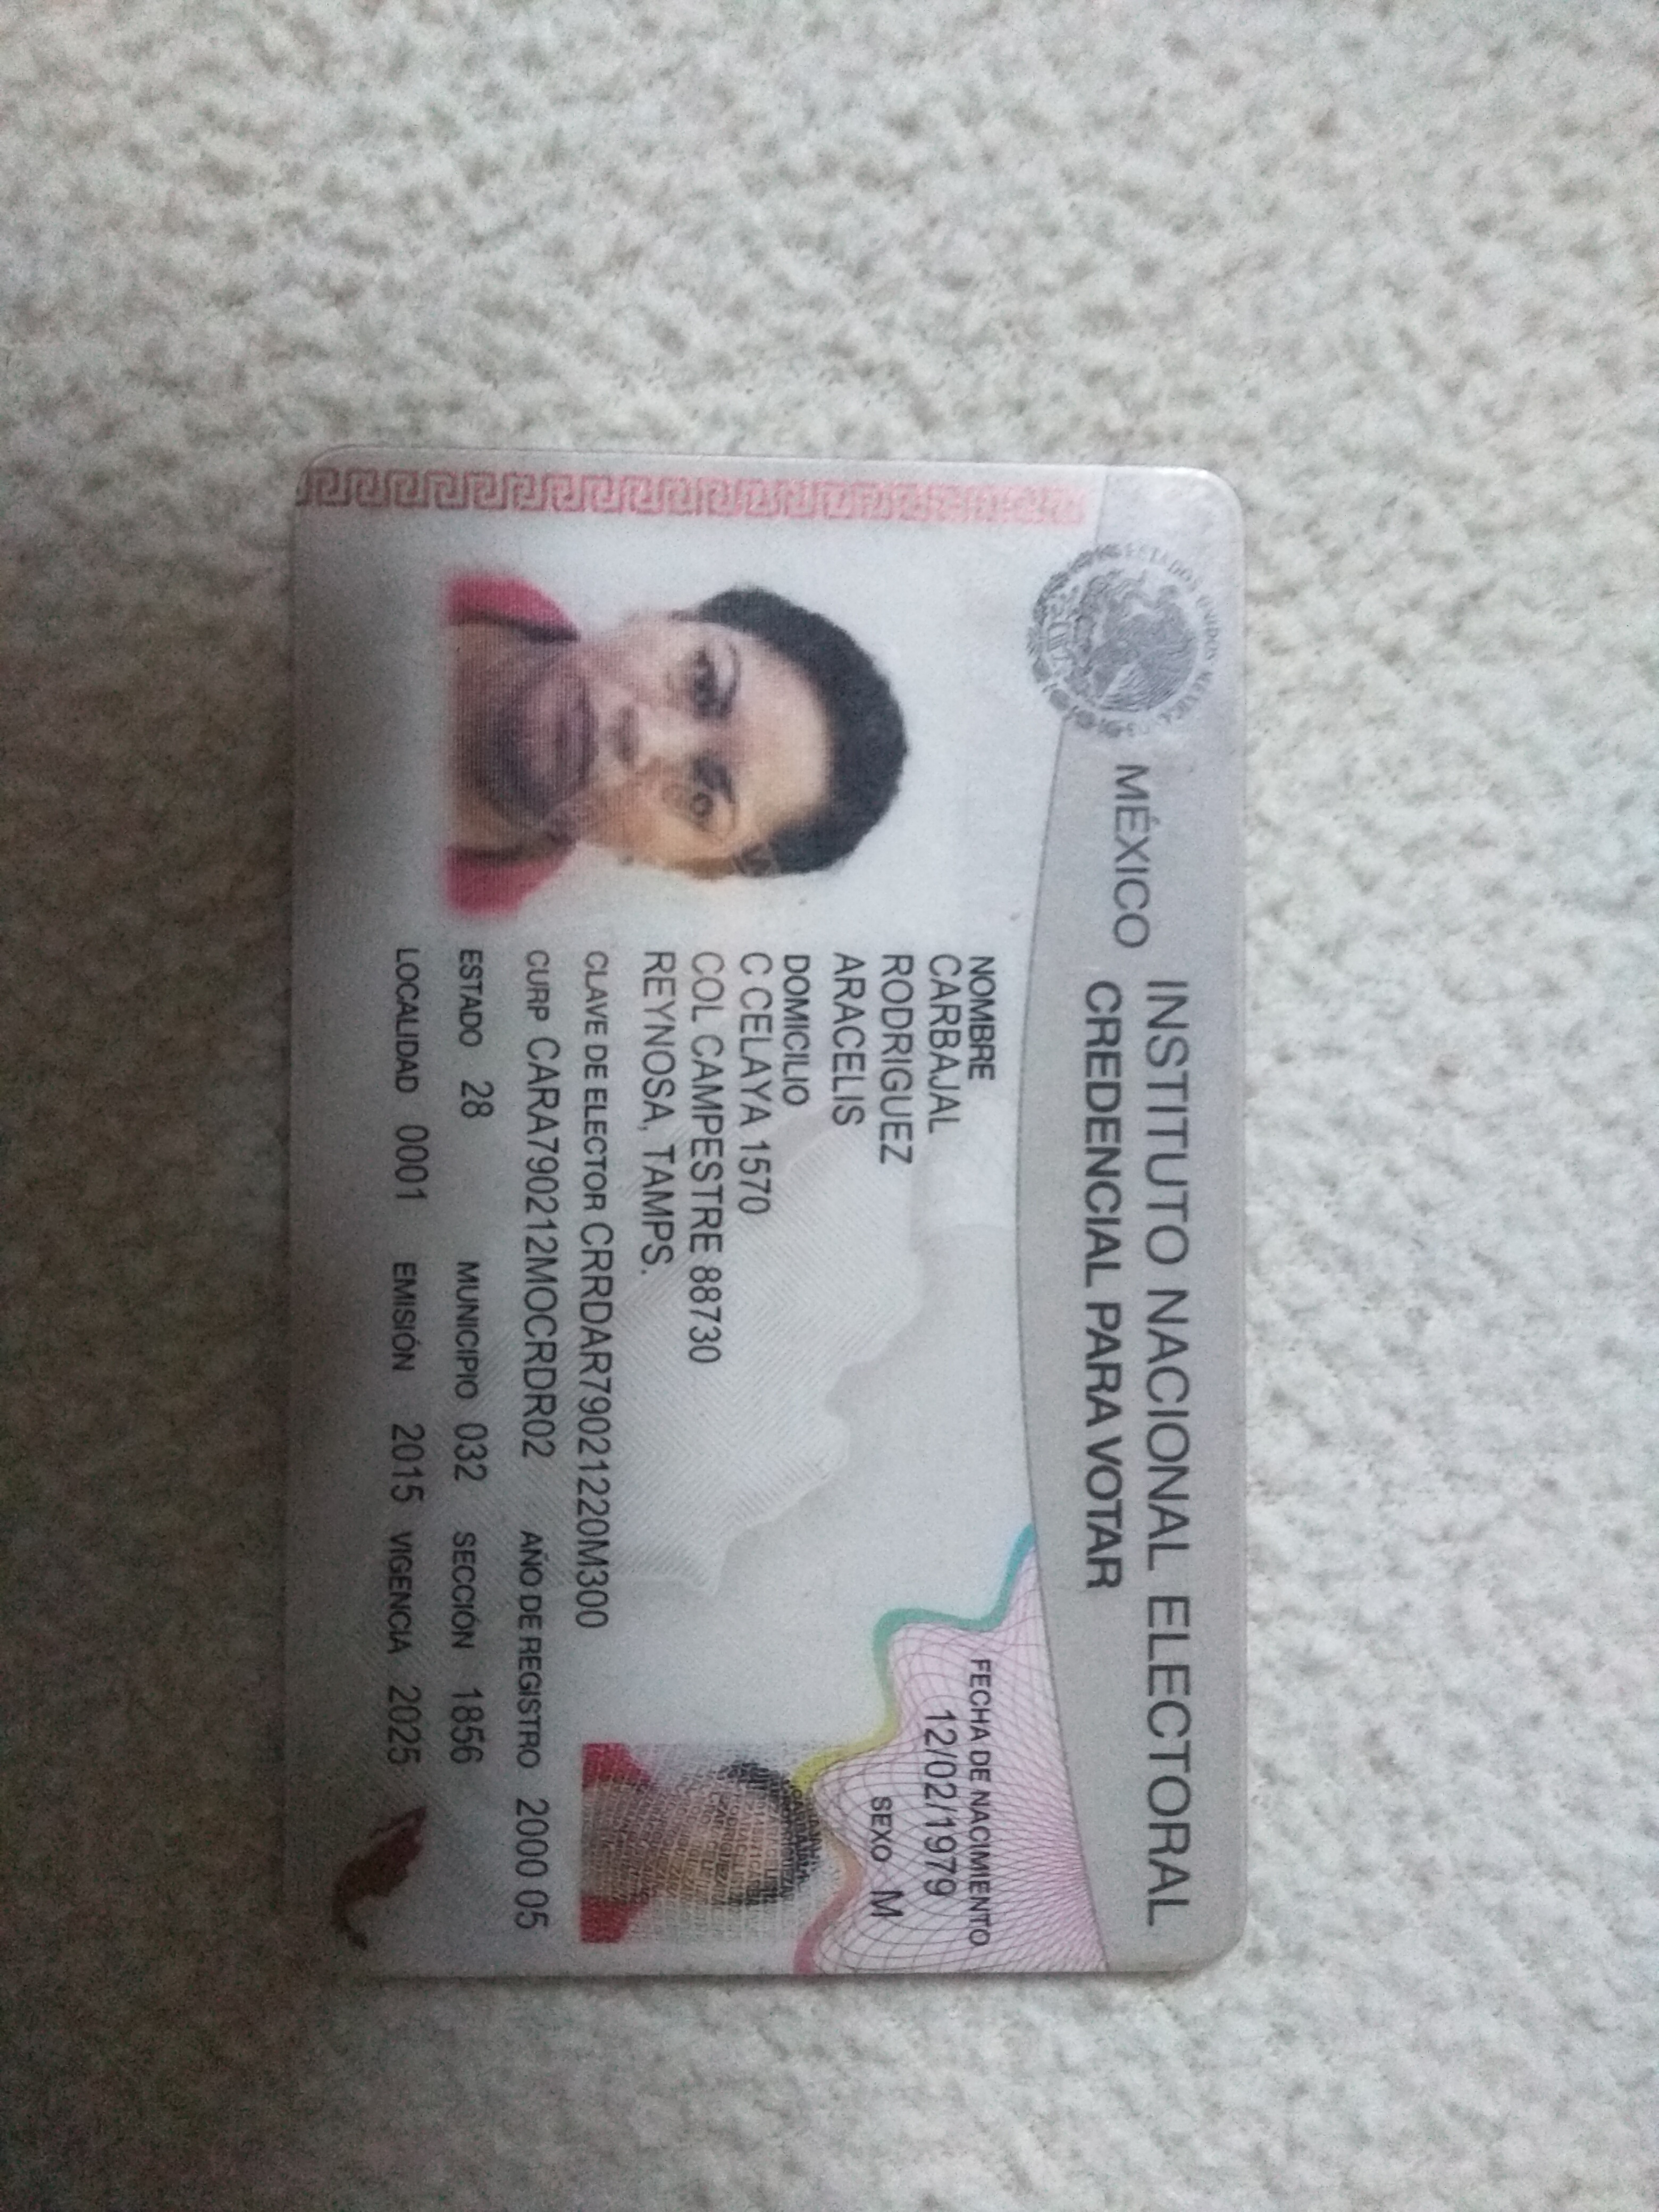 MÉXICO INSTITUTO NACIONAL ELECTORAL
CREDENCIAL PARA VOTAR
NOMBRE
CARBAJAL
RODRIGUEZ
ARACELIS
FECHA DE NACIMIENTO
12/02/1979
SEXO M
DOMICILIO
C CELAYA 1570
COL CAMPESTRE 88730
REYNOSA, TAMPS.
CLAVE DE ELECTOR CRRDAR79021220M300
CURP CARA790212MOCRDR02 AÑO DE REGISTRO 2000 05
ESTADO 28 MUNICIPIO 032 SECCIÓN 1856
LOCALIDAD 0001 EMISIÓN 2015 VIGENCIA 2025